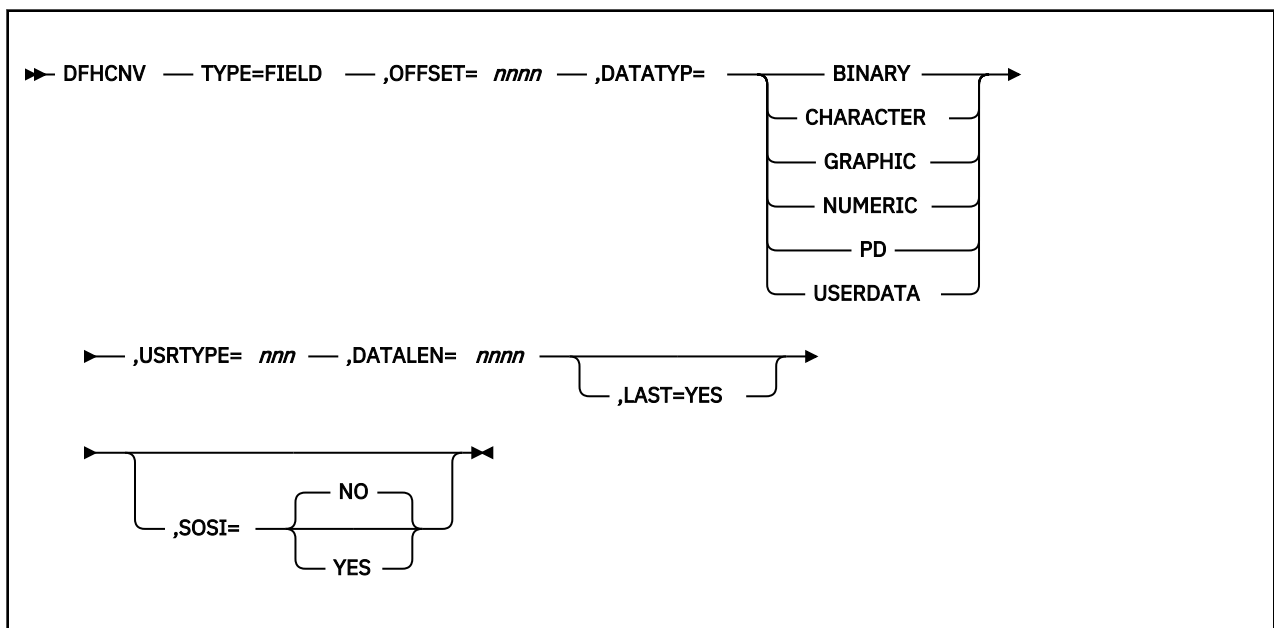 DFHCNV TYPE=FIELD ,OFFSET= nnnn ,DATATYP= BINARY
CHARACTER
GRAPHIC
NUMERIC
PD
USERDATA
,USRTYPE= nnn ,DATALEN= nnnn
,LAST=YES
NO
,SOSI=
YES